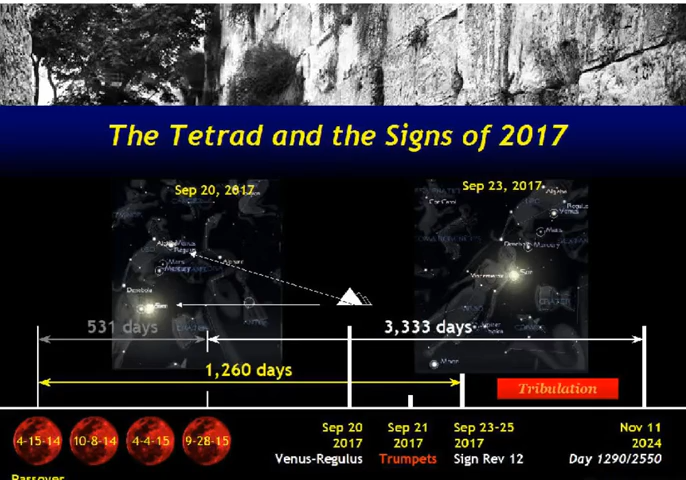 The Tetrad and the Signs of 2017
Sep 20, 2017
Sep 23, 2017
Regulus
Venus
Mars
Mercury
Denebola
Sun
Moon
531 days
3,333 days
1,260 days
Tribulation
4-15-14
10-8-14
4-4-15
9-28-15
Sep 20
2017
Venus-Regulus
Sep 21
2017
Trumpets
Sep 23-25
2017
Sign Rev 12
Nov 11
2024
Day 1290/2550
Passover